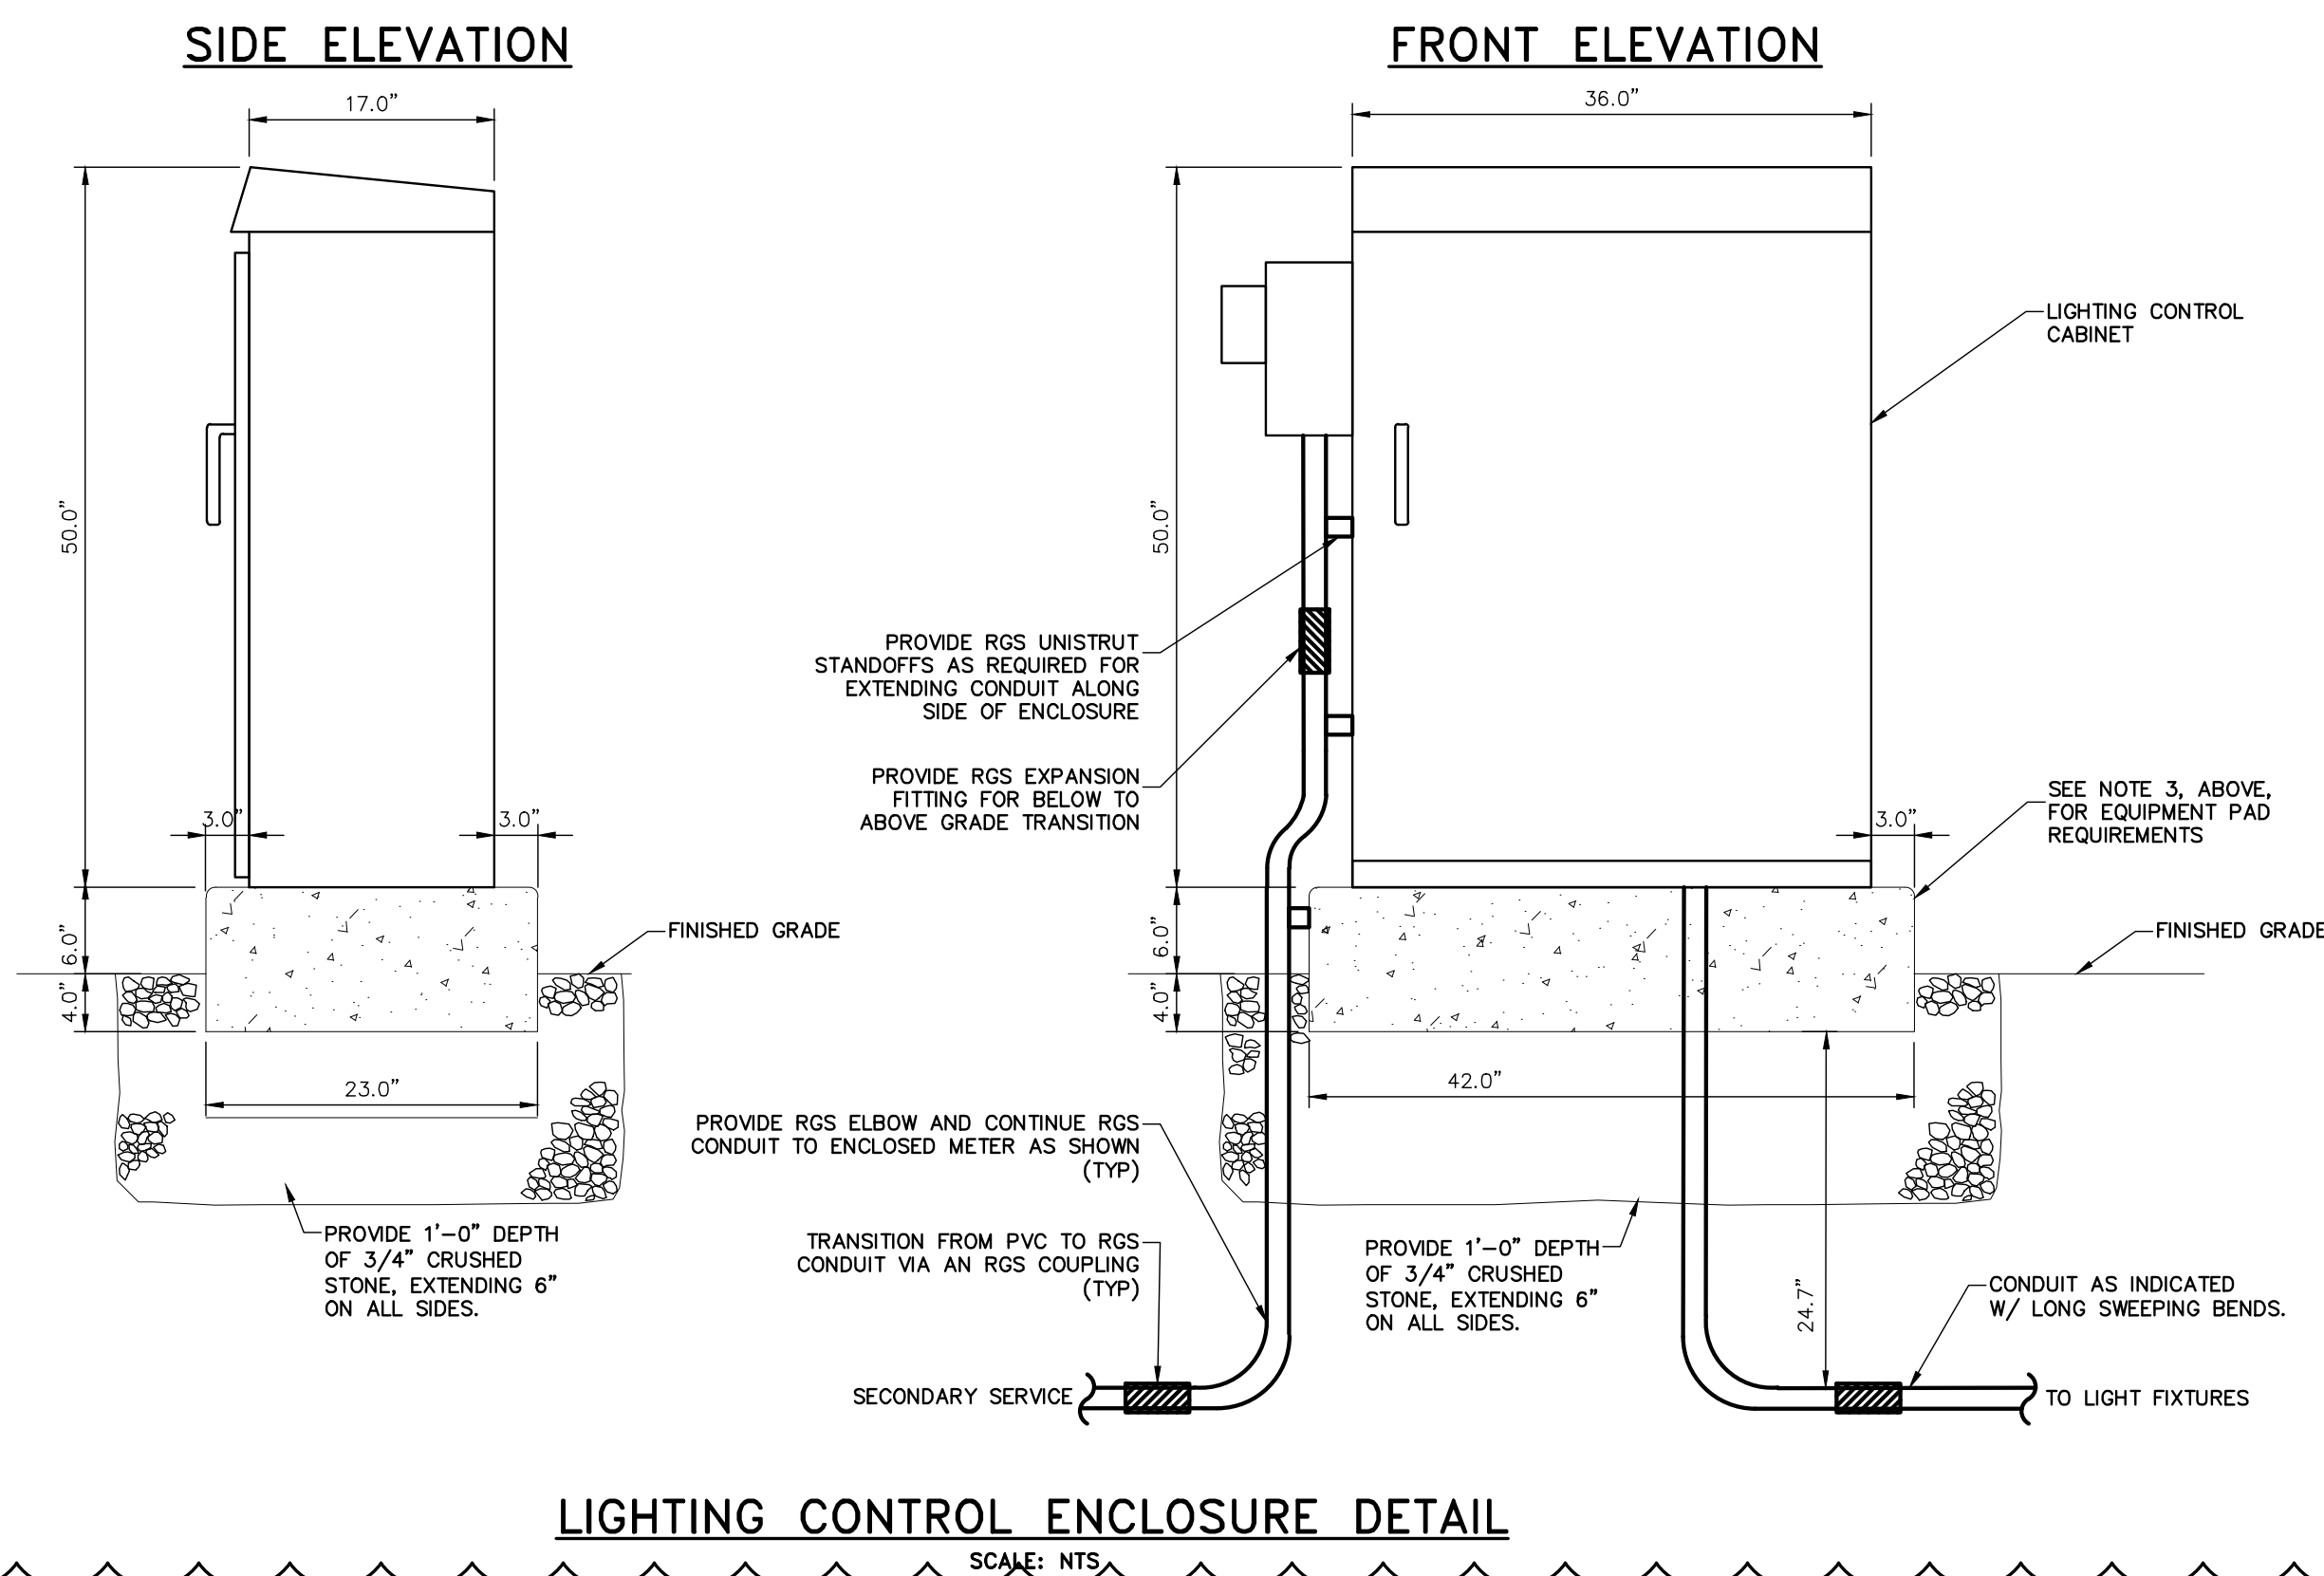 SIDE ELEVATION
17.0"
50.0"
3.0"
3.0"
6.0"
4.0"
FINISHED GRADE
23.0"
PROVIDE 1'-0" DEPTH
OF 3/4" CRUSHED
STONE, EXTENDING 6"
ON ALL SIDES.
FRONT ELEVATION
36.0"
50.0"
LIGHTING CONTROL
CABINET
PROVIDE RGS UNISTRUT
STANDOFFS AS REQUIRED FOR
EXTENDING CONDUIT ALONG
SIDE OF ENCLOSURE
PROVIDE RGS EXPANSION
FITTING FOR BELOW TO
ABOVE GRADE TRANSITION
3.0"
SEE NOTE 3, ABOVE,
FOR EQUIPMENT PAD
REQUIREMENTS
6.0"
4.0"
FINISHED GRADE
42.0"
PROVIDE RGS ELBOW AND CONTINUE RGS
CONDUIT TO ENCLOSED METER AS SHOWN
(TYP)
TRANSITION FROM PVC TO RGS
CONDUIT VIA AN RGS COUPLING
(TYP)
PROVIDE 1'-0" DEPTH
OF 3/4" CRUSHED
STONE, EXTENDING 6"
ON ALL SIDES.
24.7"
CONDUIT AS INDICATED
W/ LONG SWEEPING BENDS.
SECONDARY SERVICE
TO LIGHT FIXTURES
LIGHTING CONTROL ENCLOSURE DETAIL
SCALE: NTS